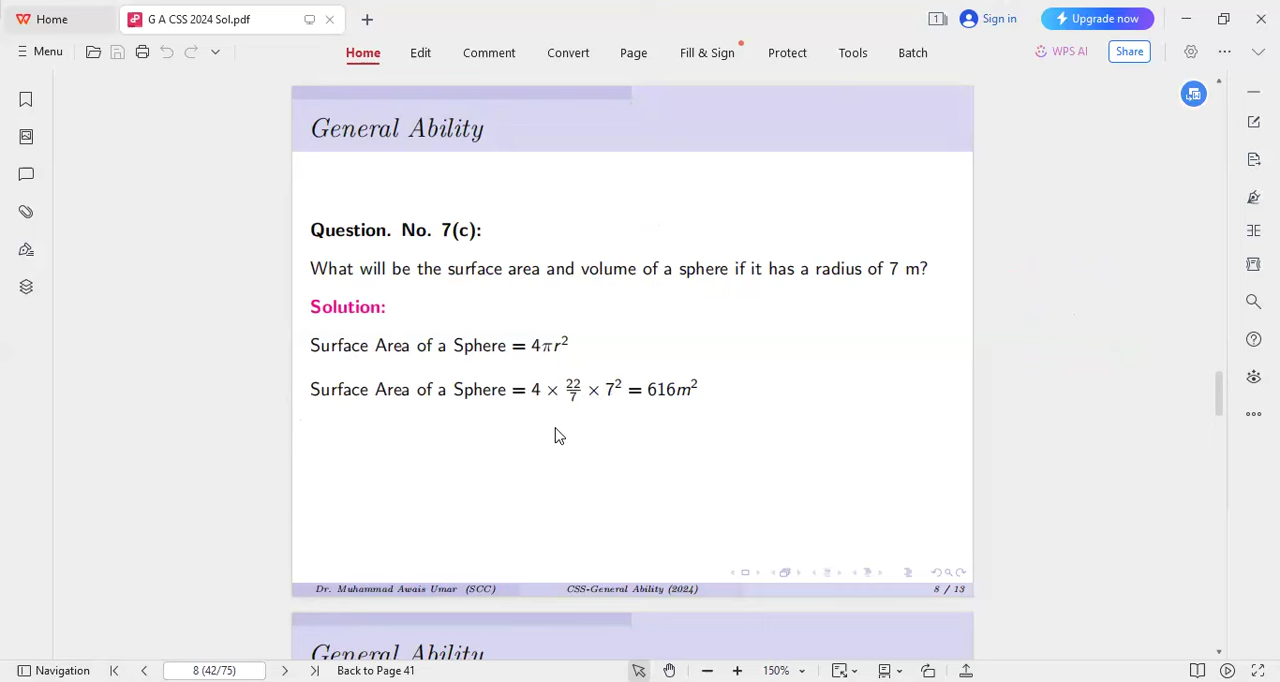 Home
G A CSS 2024 Sol.pdf
1
Sign in
Upgrade now
Menu
Home Edit Comment Convert Page Fill & Sign Protect Tools Batch
WPS AI
Share
General Ability
Question. No. 7(c):
What will be the surface area and volume of a sphere if it has a radius of 7 m?
Solution:
Surface Area of a Sphere = 4πr²
Surface Area of a Sphere = 4 × 22/7 × 7² = 616m²
Dr. Muhammad Awais Umar (SCC) CSS-General Ability (2024) 8 / 13
General Ability
Navigation 8 (42/75) Back to Page 41 150%